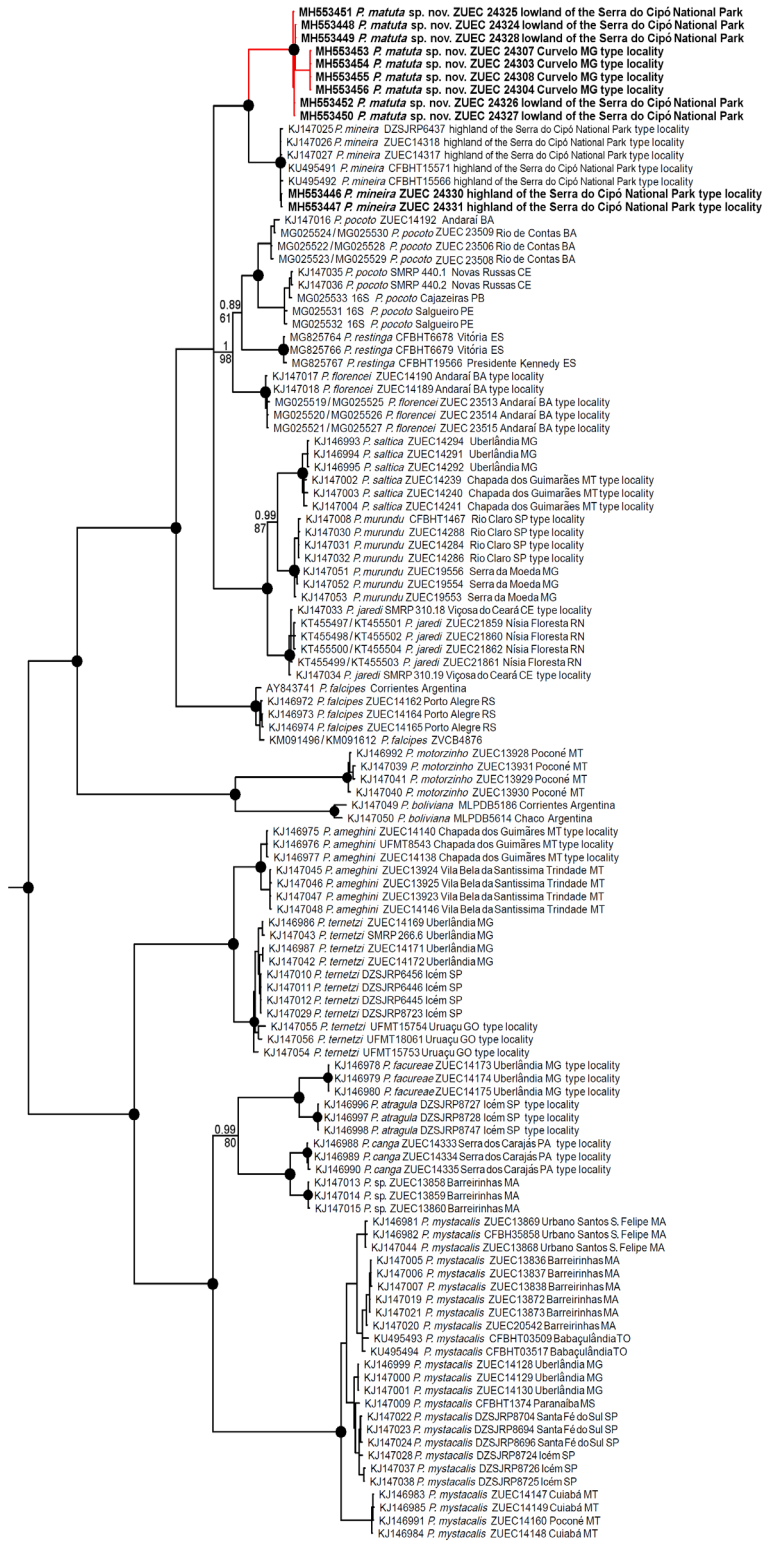 MH553451 P. matuta sp. nov. ZUEC 24325 lowland of the Serra do Cipó National Park
MH553448 P. matuta sp. nov. ZUEC 24324 lowland of the Serra do Cipó National Park
MH553449 P. matuta sp. nov. ZUEC 24328 lowland of the Serra do Cipó National Park
MH553453 P. matuta sp. nov. ZUEC 24307 Curvelo MG type locality
MH553454 P. matuta sp. nov. ZUEC 24303 Curvelo MG type locality
MH553455 P. matuta sp. nov. ZUEC 24308 Curvelo MG type locality
MH553456 P. matuta sp. nov. ZUEC 24304 Curvelo MG type locality
MH553452 P. matuta sp. nov. ZUEC 24326 lowland of the Serra do Cipó National Park
MH553450 P. matuta sp. nov. ZUEC 24327 lowland of the Serra do Cipó National Park
KJ147025 P. mineira DZSJRP6437 highland of the Serra do Cipó National Park type locality
KJ147026 P. mineira ZUEC14318 highland of the Serra do Cipó National Park type locality
KJ147027 P. mineira ZUEC14317 highland of the Serra do Cipó National Park type locality
KU495491 P. mineira CFBHT15571 highland of the Serra do Cipó National Park type locality
KU495492 P. mineira CFBHT15566 highland of the Serra do Cipó National Park type locality
MH553446 P. mineira ZUEC 24330 highland of the Serra do Cipó National Park type locality
MH553447 P. mineira ZUEC 24331 highland of the Serra do Cipó National Park type locality
KJ147016 P. pocoto ZUEC14192 Andaraí BA
MG025524/MG025530 P. pocoto ZUEC 23509 Rio de Contas BA
MG025522/MG025528 P. pocoto ZUEC 23506 Rio de Contas BA
MG025523/MG025529 P. pocoto ZUEC 23508 Rio de Contas BA
KJ147035 P. pocoto SMRP 440.1 Novas Russas CE
KJ147036 P. pocoto SMRP 440.2 Novas Russas CE
MG025533 16S P. pocoto Cajazeiras PB
0.89
MG025531 16S P. pocoto Salgueiro PE
61
MG025532 16S P. pocoto Salgueiro PE
MG825764 P. restinga CFBHT6678 Vitória ES
1
MG825766 P. restinga CFBHT6679 Vitória ES
98
MG825767 P. restinga CFBHT19566 Presidente Kennedy ES
KJ147017 P. florencei ZUEC14190 Andaraí BA type locality
KJ147018 P. florencei ZUEC14189 Andaraí BA type locality
MG025519/MG025525 P. florencei ZUEC 23513 Andaraí BA type locality
MG025520/MG025526 P. florencei ZUEC 23514 Andaraí BA type locality
MG025521/MG025527 P. florencei ZUEC 23515 Andaraí BA type locality
KJ146993 P. saltica ZUEC14294 Uberlândia MG
KJ146994 P. saltica ZUEC14291 Uberlândia MG
KJ146995 P. saltica ZUEC14292 Uberlândia MG
KJ147002 P. saltica ZUEC14239 Chapada dos Guimarães MT type locality
KJ147003 P. saltica ZUEC14240 Chapada dos Guimarães MT type locality
KJ147004 P. saltica ZUEC14241 Chapada dos Guimarães MT type locality
0.99
KJ147008 P. murundu CFBHT1467 Rio Claro SP type locality
87
KJ147030 P. murundu ZUEC14288 Rio Claro SP type locality
KJ147031 P. murundu ZUEC14284 Rio Claro SP type locality
KJ147032 P. murundu ZUEC14286 Rio Claro SP type locality
KJ147051 P. murundu ZUEC19556 Serra da Moeda MG
KJ147052 P. murundu ZUEC19554 Serra da Moeda MG
KJ147053 P. murundu ZUEC19553 Serra da Moeda MG
KJ147033 P. jaredi SMRP 310.18 Viçosa do Ceará CE type locality
KT455497/KT455501 P. jaredi ZUEC21859 Nísia Floresta RN
KT455498/KT455502 P. jaredi ZUEC21860 Nísia Floresta RN
KT455500/KT455504 P. jaredi ZUEC21862 Nísia Floresta RN
KT455499/KT455503 P. jaredi ZUEC21861 Nísia Floresta RN
KJ147034 P. jaredi SMRP 310.19 Viçosa do Ceará CE type locality
AY843741 P. falcipes Corrientes Argentina
KJ146972 P. falcipes ZUEC14162 Porto Alegre RS
KJ146973 P. falcipes ZUEC14164 Porto Alegre RS
KJ146974 P. falcipes ZUEC14165 Porto Alegre RS
KM091496/KM091612 P. falcipes ZVCB4876
KJ146992 P. motorzinho ZUEC13928 Poconé MT
KJ147039 P. motorzinho ZUEC13931 Poconé MT
KJ147041 P. motorzinho ZUEC13929 Poconé MT
KJ147040 P. motorzinho ZUEC13930 Poconé MT
KJ147049 P. boliviana MLPDB5186 Corrientes Argentina
KJ147050 P. boliviana MLPDB5614 Chaco Argentina
KJ146975 P. ameghini ZUEC14140 Chapada dos Guimães MT type locality
KJ146976 P. ameghini UFMT8543 Chapada dos Guimães MT type locality
KJ146977 P. ameghini ZUEC14138 Chapada dos Guimães MT type locality
KJ147045 P. ameghini ZUEC13924 Vila Bela da Santissima Trindade MT
KJ147046 P. ameghini ZUEC13925 Vila Bela da Santissima Trindade MT
KJ147047 P. ameghini ZUEC13923 Vila Bela da Santissima Trindade MT
KJ147048 P. ameghini ZUEC14146 Vila Bela da Santissima Trindade MT
KJ146986 P. ternetzi ZUEC14169 Uberlândia MG
KJ147043 P. ternetzi SMRP 266.6 Uberlândia MG
KJ146987 P. ternetzi ZUEC14171 Uberlândia MG
KJ147042 P. ternetzi ZUEC14172 Uberlândia MG
KJ147010 P. ternetzi DZSJRP6456 Icém SP
KJ147011 P. ternetzi DZSJRP6446 Icém SP
KJ147012 P. ternetzi DZSJRP6445 Icém SP
KJ147029 P. ternetzi DZSJRP8723 Icém SP
KJ147055 P. ternetzi UFMT15754 Uruaçu GO type locality
KJ147056 P. ternetzi UFMT18061 Uruaçu GO type locality
KJ147054 P. ternetzi UFMT15753 Uruaçu GO type locality
KJ146978 P. facureae ZUEC14173 Uberlândia MG type locality
KJ146979 P. facureae ZUEC14174 Uberlândia MG type locality
KJ146980 P. facureae ZUEC14175 Uberlândia MG type locality
KJ146996 P. atragula DZSJRP8727 Icém SP type locality
KJ146997 P. atragula DZSJRP8728 Icém SP type locality
KJ146998 P. atragula DZSJRP8747 Icém SP type locality
0.99
KJ146988 P. canga ZUEC14333 Serra dos Carajás PA type locality
80
KJ146989 P. canga ZUEC14334 Serra dos Carajás PA type locality
KJ146990 P. canga ZUEC14335 Serra dos Carajás PA type locality
KJ147013 P. sp. ZUEC13858 Barreirinhas MA
KJ147014 P. sp. ZUEC13859 Barreirinhas MA
KJ147015 P. sp. ZUEC13860 Barreirinhas MA
KJ146981 P. mystacalis ZUEC13869 Urbano Santos S. Felipe MA
KJ146982 P. mystacalis CFBH35858 Urbano Santos S. Felipe MA
KJ147044 P. mystacalis ZUEC13868 Urbano Santos S. Felipe MA
KJ147005 P. mystacalis ZUEC13836 Barreirinhas MA
KJ147006 P. mystacalis ZUEC13837 Barreirinhas MA
KJ147007 P. mystacalis ZUEC13838 Barreirinhas MA
KJ147019 P. mystacalis ZUEC13872 Barreirinhas MA
KJ147021 P. mystacalis ZUEC13873 Barreirinhas MA
KJ147020 P. mystacalis ZUEC20542 Barreirinhas MA
KU495493 P. mystacalis CFBHT03509 Babaçulândia TO
KU495494 P. mystacalis CFBHT03517 Babaçulândia TO
KJ146999 P. mystacalis ZUEC14128 Uberlândia MG
KJ147000 P. mystacalis ZUEC14129 Uberlândia MG
KJ147001 P. mystacalis ZUEC14130 Uberlândia MG
KJ147009 P. mystacalis CFBHT1374 Paranaíba MS
KJ147022 P. mystacalis DZSJRP8704 Santa Fé do Sul SP
KJ147023 P. mystacalis DZSJRP8694 Santa Fé do Sul SP
KJ147024 P. mystacalis DZSJRP8696 Santa Fé do Sul SP
KJ147028 P. mystacalis DZSJRP8724 Icém SP
KJ147037 P. mystacalis DZSJRP8726 Icém SP
KJ147038 P. mystacalis DZSJRP8725 Icém SP
KJ146983 P. mystacalis ZUEC14147 Cuiabá MT
KJ146985 P. mystacalis ZUEC14149 Cuiabá MT
KJ146991 P. mystacalis ZUEC14160 Poconé MT
KJ146984 P. mystacalis ZUEC14148 Cuiabá MT